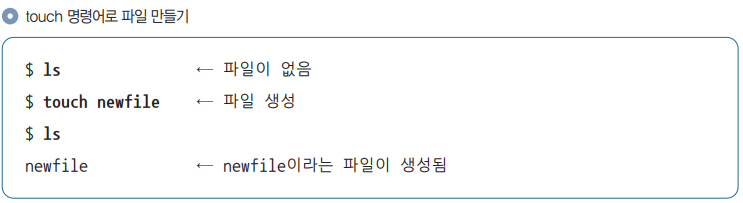 touch 명령어로 파일 만들기
$ ls ← 파일이 없음
$ touch newfile ← 파일 생성
$ ls
newfile ← newfile이라는 파일이 생성됨